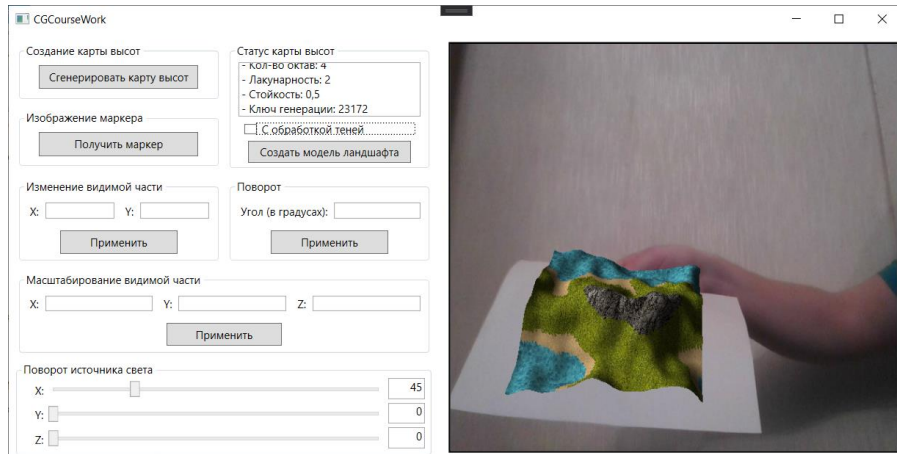 CGCourseWork
Создание карты высот
Сгенерировать карту высот
Изображение маркера
Получить маркер
Статус карты высот
- Кол-во октав: 4
- Лакунарность: 2
- Стойкость: 0,5
- Ключ генерации: 23172
С обработкой теней
Создать модель ландшафта
Изменение видимой части
X: Y:
Применить
Поворот
Угол (в градусах):
Применить
Масштабирование видимой части
X: Y: Z:
Применить
Поворот источника света
X: 45
Y: 0
Z: 0